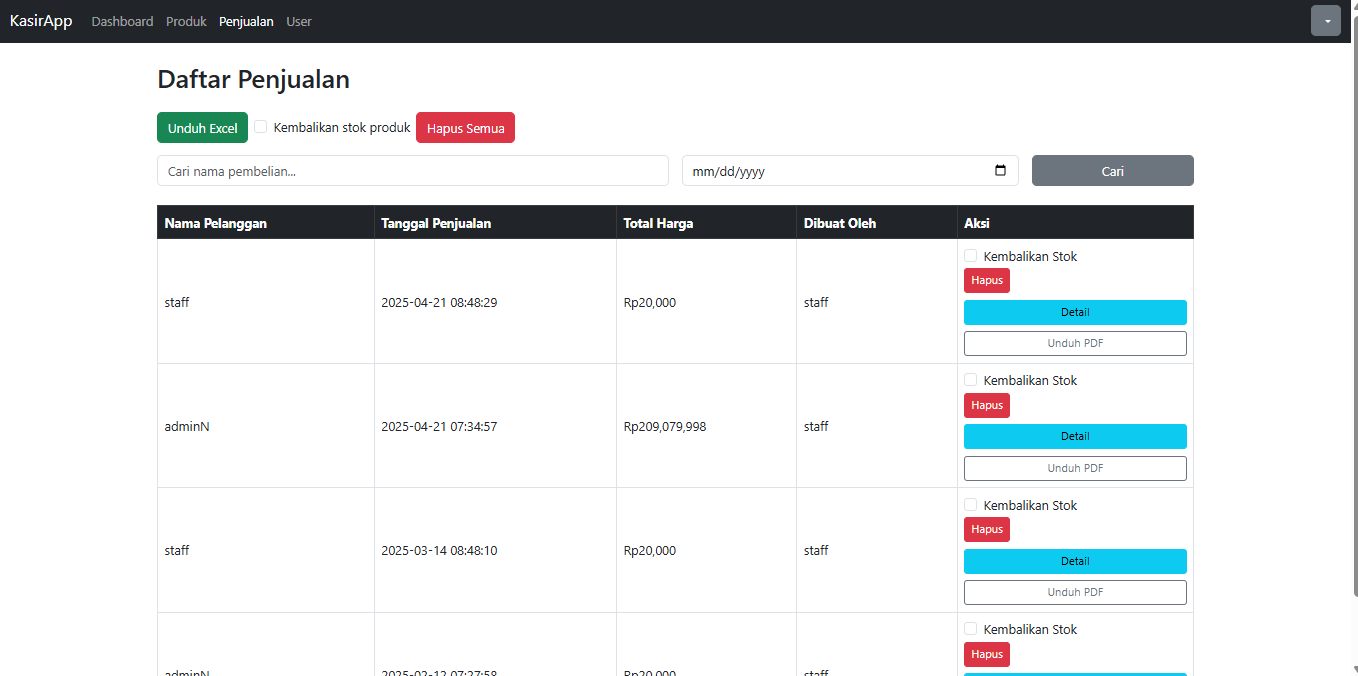 KasirApp Dashboard Produk Penjualan User
Daftar Penjualan
Unduh Excel Kembalikan stok produk Hapus Semua
Cari nama pembelian... mm/dd/yyyy Cari
Nama Pelanggan Tanggal Penjualan Total Harga Dibuat Oleh Aksi
staff 2025-04-21 08:48:29 Rp20,000 staff
Kembalikan Stok
Hapus
Detail
Unduh PDF
adminN 2025-04-21 07:34:57 Rp209,079,998 staff
Kembalikan Stok
Hapus
Detail
Unduh PDF
staff 2025-03-14 08:48:10 Rp20,000 staff
Kembalikan Stok
Hapus
Detail
Unduh PDF
adminN 2025-02-12 07:27:58 Rp20,000 staff
Kembalikan Stok
Hapus